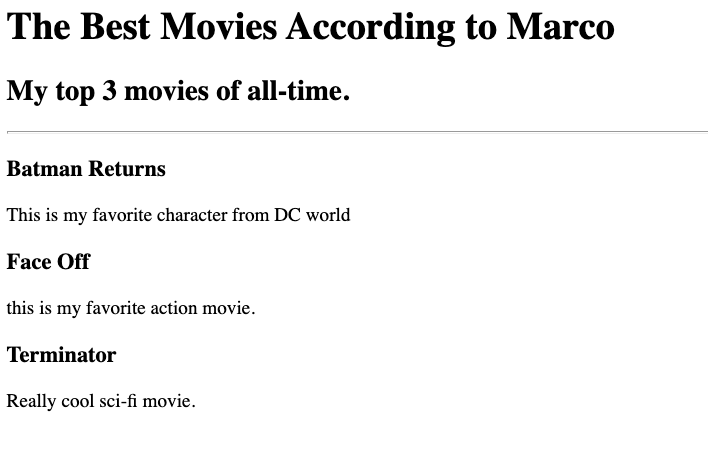 The Best Movies According to Marco
My top 3 movies of all-time.
Batman Returns
This is my favorite character from DC world
Face Off
this is my favorite action movie.
Terminator
Really cool sci-fi movie.